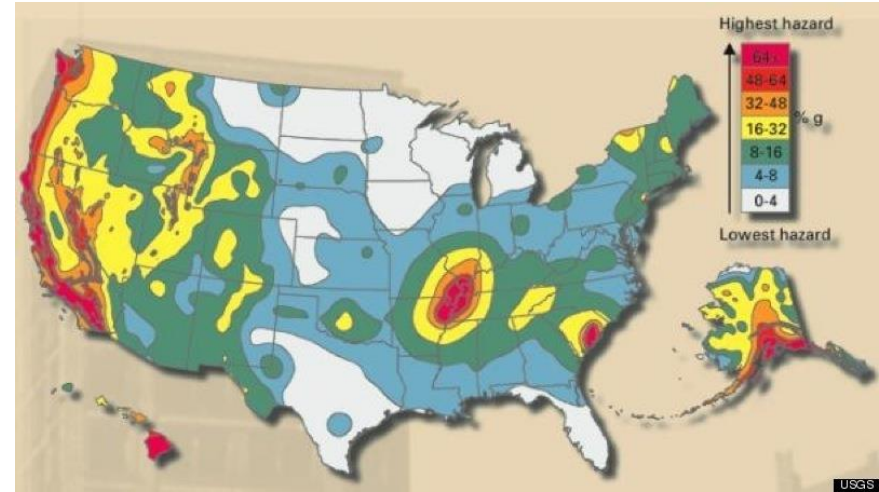 Highest hazard
64+
48-64
32-48
% g
16-32
8-16
4-8
0-4
Lowest hazard
USGS